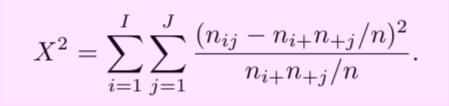 $X^2 = \sum_{i=1}^{I} \sum_{j=1}^{J} \frac{(n_{ij} - n_{i+}n_{+j}/n)^2}{n_{i+}n_{+j}/n}.$